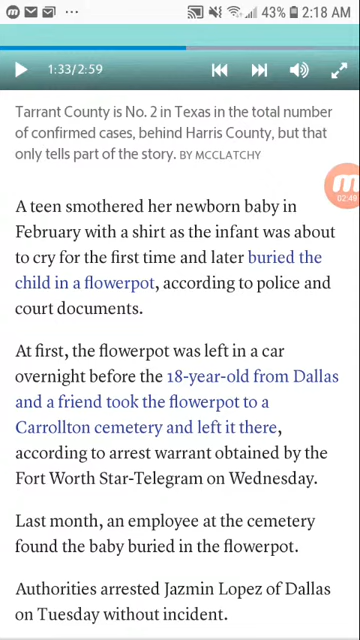 43% 2:18 AM
1:33/2:59
Tarrant County is No. 2 in Texas in the total number
of confirmed cases, behind Harris County, but that
only tells part of the story. BY MCCLATCHY
02:49
A teen smothered her newborn baby in
February with a shirt as the infant was about
to cry for the first time and later buried the
child in a flowerpot, according to police and
court documents.
At first, the flowerpot was left in a car
overnight before the 18-year-old from Dallas
and a friend took the flowerpot to a
Carrollton cemetery and left it there,
according to arrest warrant obtained by the
Fort Worth Star-Telegram on Wednesday.
Last month, an employee at the cemetery
found the baby buried in the flowerpot.
Authorities arrested Jazmin Lopez of Dallas
on Tuesday without incident.